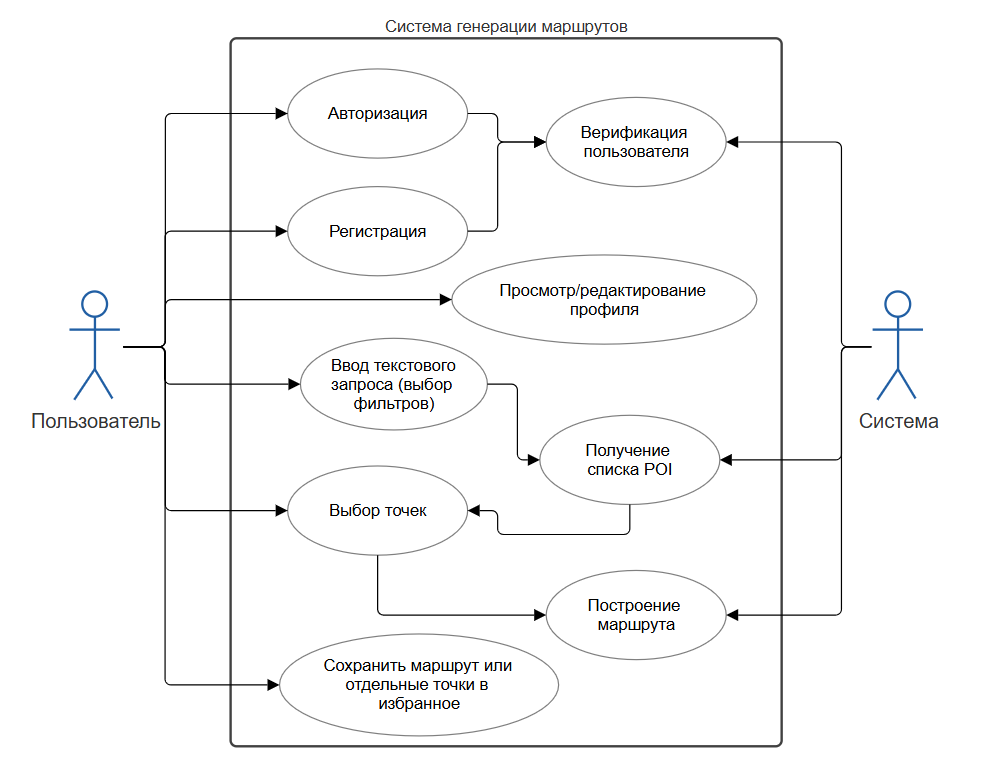 Система генерации маршрутов
Авторизация
Верификация
пользователя
Регистрация
Просмотр/редактирование
профиля
Ввод текстового
запроса (выбор
фильтров)
Пользователь
Система
Получение
списка POI
Выбор точек
Построение
маршрута
Сохранить маршрут или
отдельные точки в
избранное